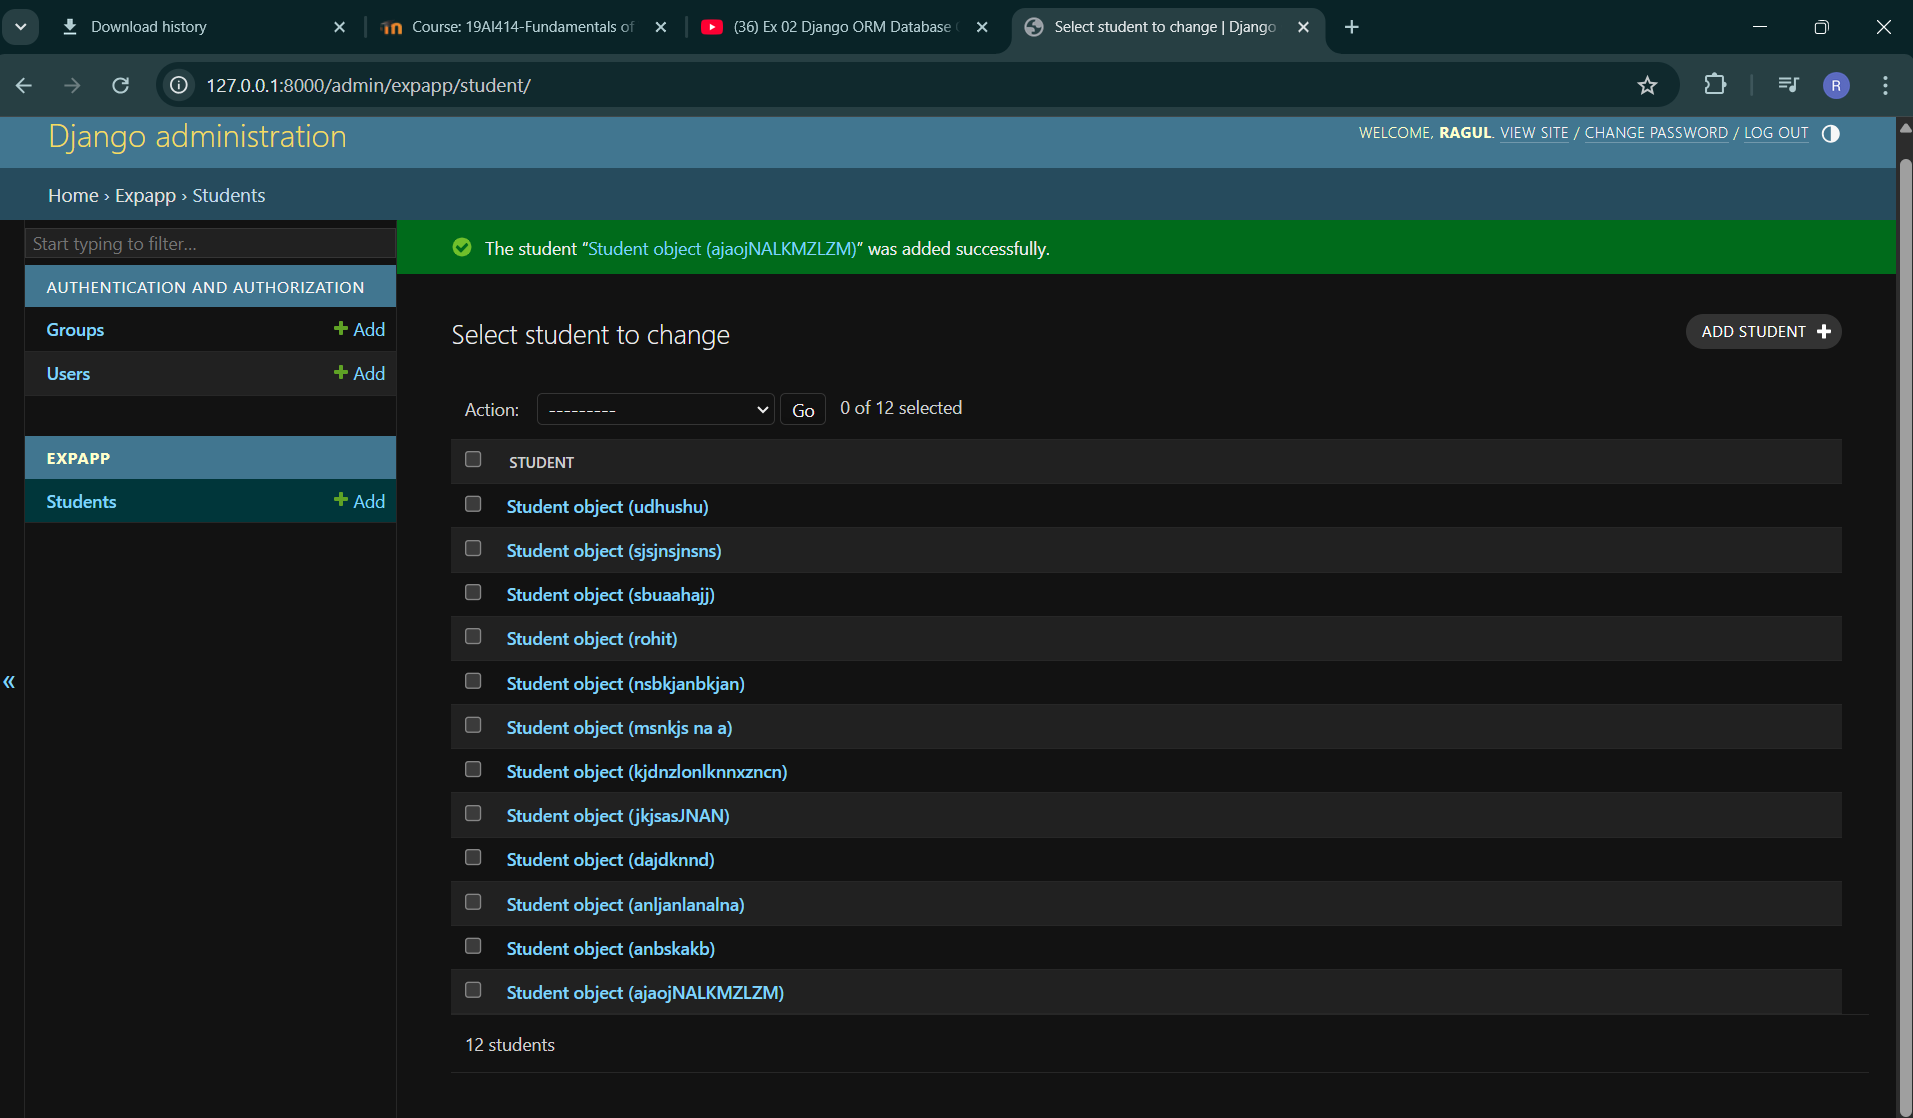 Download history
Course: 19AI414-Fundamentals of
(36) Ex 02 Django ORM Database
Select student to change | Django
127.0.0.1:8000/admin/expapp/student/
R
Django administration
WELCOME, RAGUL. VIEW SITE / CHANGE PASSWORD / LOG OUT
Home › Expapp › Students
Start typing to filter...
The student “Student object (ajaojNALKMZLZM)” was added successfully.
AUTHENTICATION AND AUTHORIZATION
Groups + Add
Users + Add
EXPAPP
Students + Add
Select student to change
ADD STUDENT +
Action: --------- Go 0 of 12 selected
STUDENT
Student object (udhushu)
Student object (sjsjnsjnsns)
Student object (sbuaahajj)
Student object (rohit)
Student object (nsbkjanbkjan)
Student object (msnkjs na a)
Student object (kjdnzlonlknnxzncn)
Student object (jkjsasJNAN)
Student object (dajdknnd)
Student object (anljanlanalna)
Student object (anbskakb)
Student object (ajaojNALKMZLZM)
12 students
«